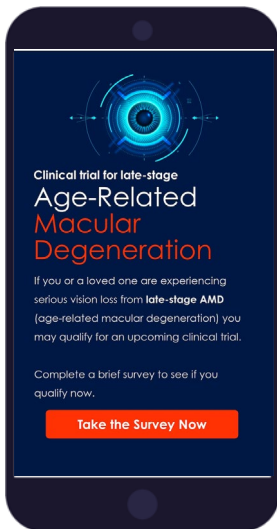 Clinical trial for late-stage
Age-Related
Macular
Degeneration
If you or a loved one are experiencing
serious vision loss from late-stage AMD
(age-related macular degeneration) you
may qualify for an upcoming clinical trial.
Complete a brief survey to see if you
qualify now.
Take the Survey Now